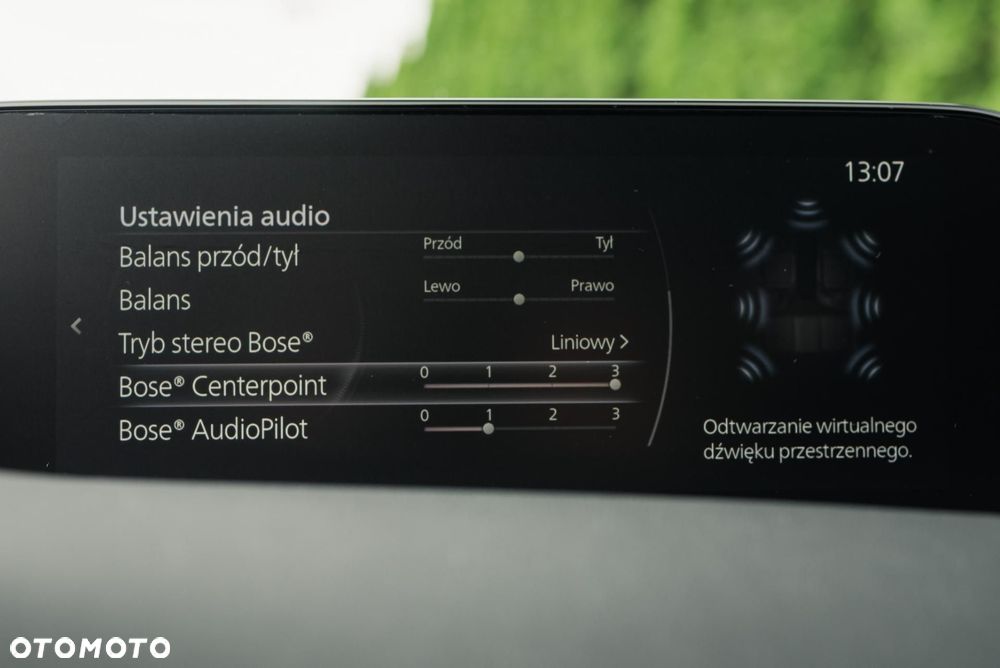 13:07
Ustawienia audio
Balans przód/tył
Przód Tył
Balans
Lewo Prawo
Tryb stereo Bose® Liniowy >
Bose® Centerpoint 0 1 2 3
Bose® AudioPilot 0 1 2 3
Odtwarzanie wirtualnego
dźwięku przestrzennego.
OTOMOTO